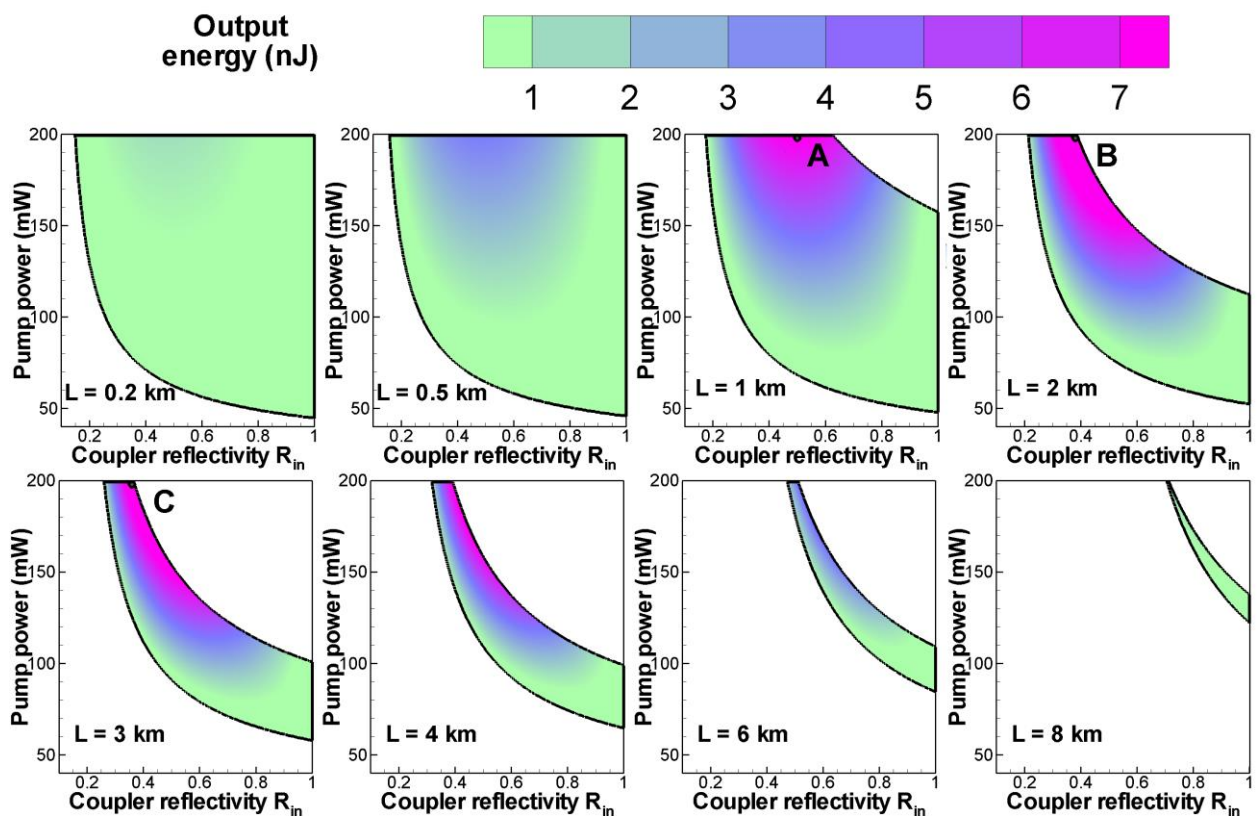 Output
energy (nJ)
1 2 3 4 5 6 7
200
150
100
50
Pump power (mW)
L = 0.2 km
0.2 0.4 0.6 0.8 1
Coupler reflectivity Rin
200
150
100
50
Pump power (mW)
L = 0.5 km
0.2 0.4 0.6 0.8 1
Coupler reflectivity Rin
200
150
100
50
Pump power (mW)
A
L = 1 km
0.2 0.4 0.6 0.8 1
Coupler reflectivity Rin
200
150
100
50
Pump power (mW)
B
L = 2 km
0.2 0.4 0.6 0.8 1
Coupler reflectivity Rin
200
150
100
50
Pump power (mW)
C
L = 3 km
0.2 0.4 0.6 0.8 1
Coupler reflectivity Rin
200
150
100
50
Pump power (mW)
L = 4 km
0.2 0.4 0.6 0.8 1
Coupler reflectivity Rin
200
150
100
50
Pump power (mW)
L = 6 km
0.2 0.4 0.6 0.8 1
Coupler reflectivity Rin
200
150
100
50
Pump power (mW)
L = 8 km
0.2 0.4 0.6 0.8 1
Coupler reflectivity Rin